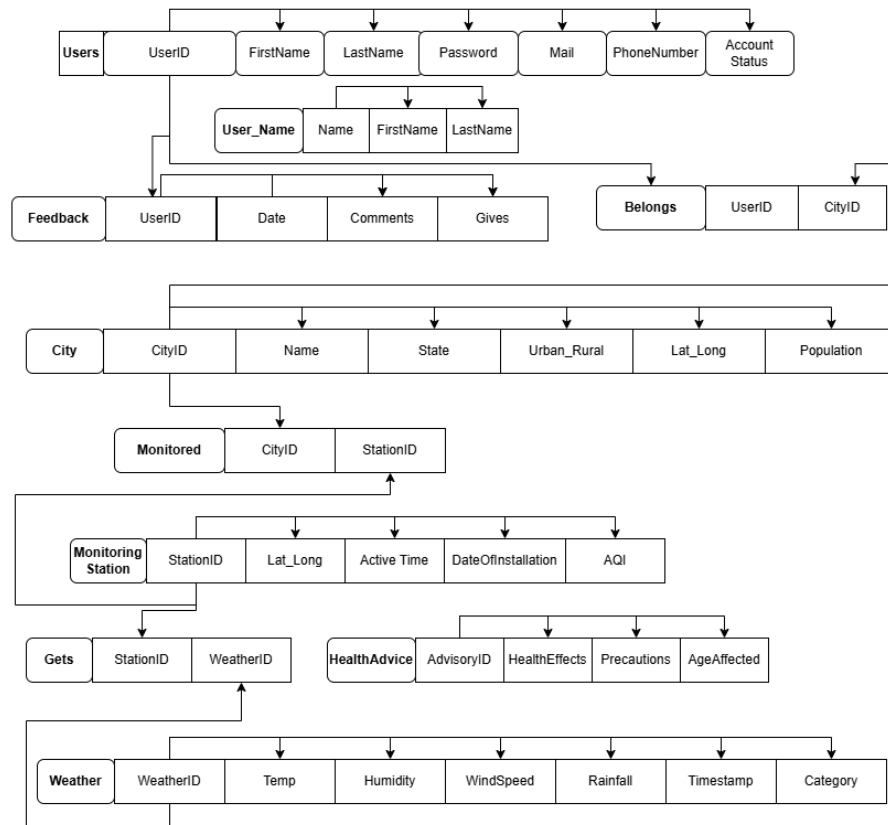 Users UserID FirstName LastName Password Mail PhoneNumber Account Status
User_Name Name FirstName LastName
Feedback UserID Date Comments Gives
Belongs UserID CityID
City CityID Name State Urban_Rural Lat_Long Population
Monitored CityID StationID
Monitoring Station StationID Lat_Long Active Time DateOfInstallation AQI
Gets StationID WeatherID
HealthAdvice AdvisoryID HealthEffects Precautions AgeAffected
Weather WeatherID Temp Humidity WindSpeed Rainfall Timestamp Category